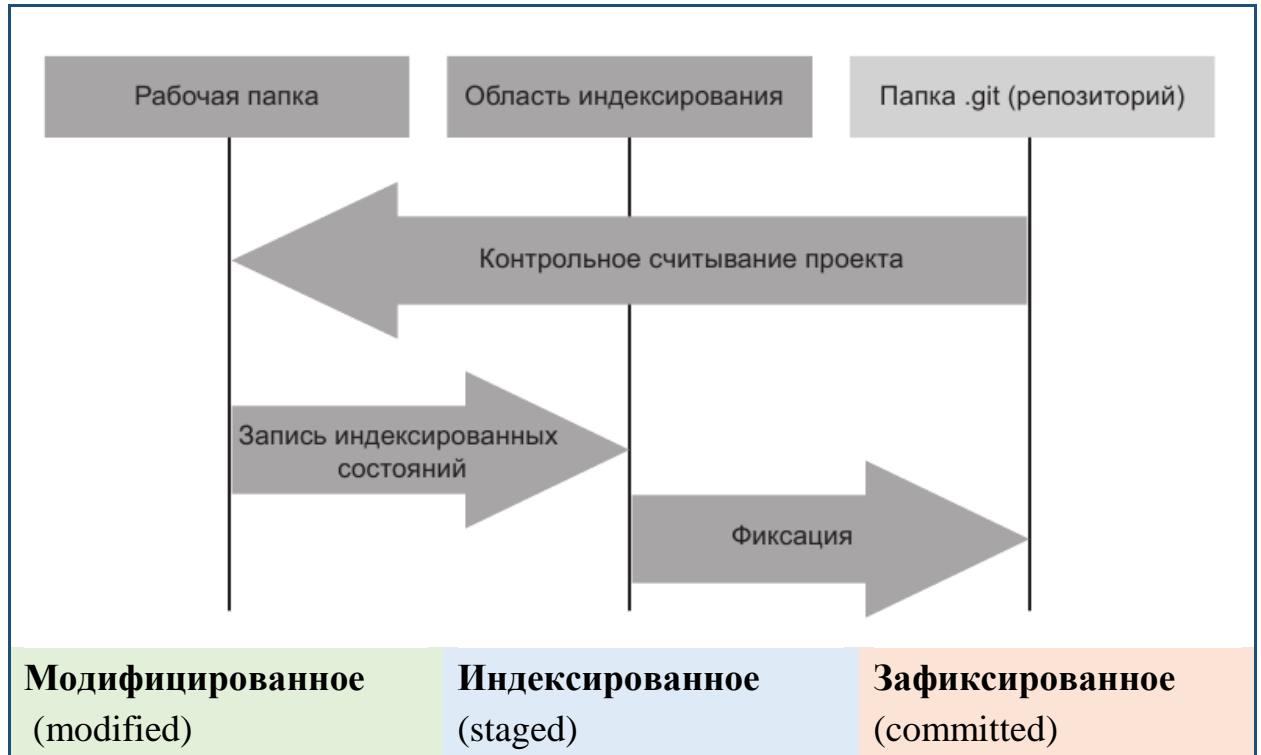 Рабочая папка
Область индексирования
Папка .git (репозиторий)
Контрольное считывание проекта
Запись индексированных
состояний
Фиксация
Модифицированное
(modified)
Индексированное
(staged)
Зафиксированное
(committed)